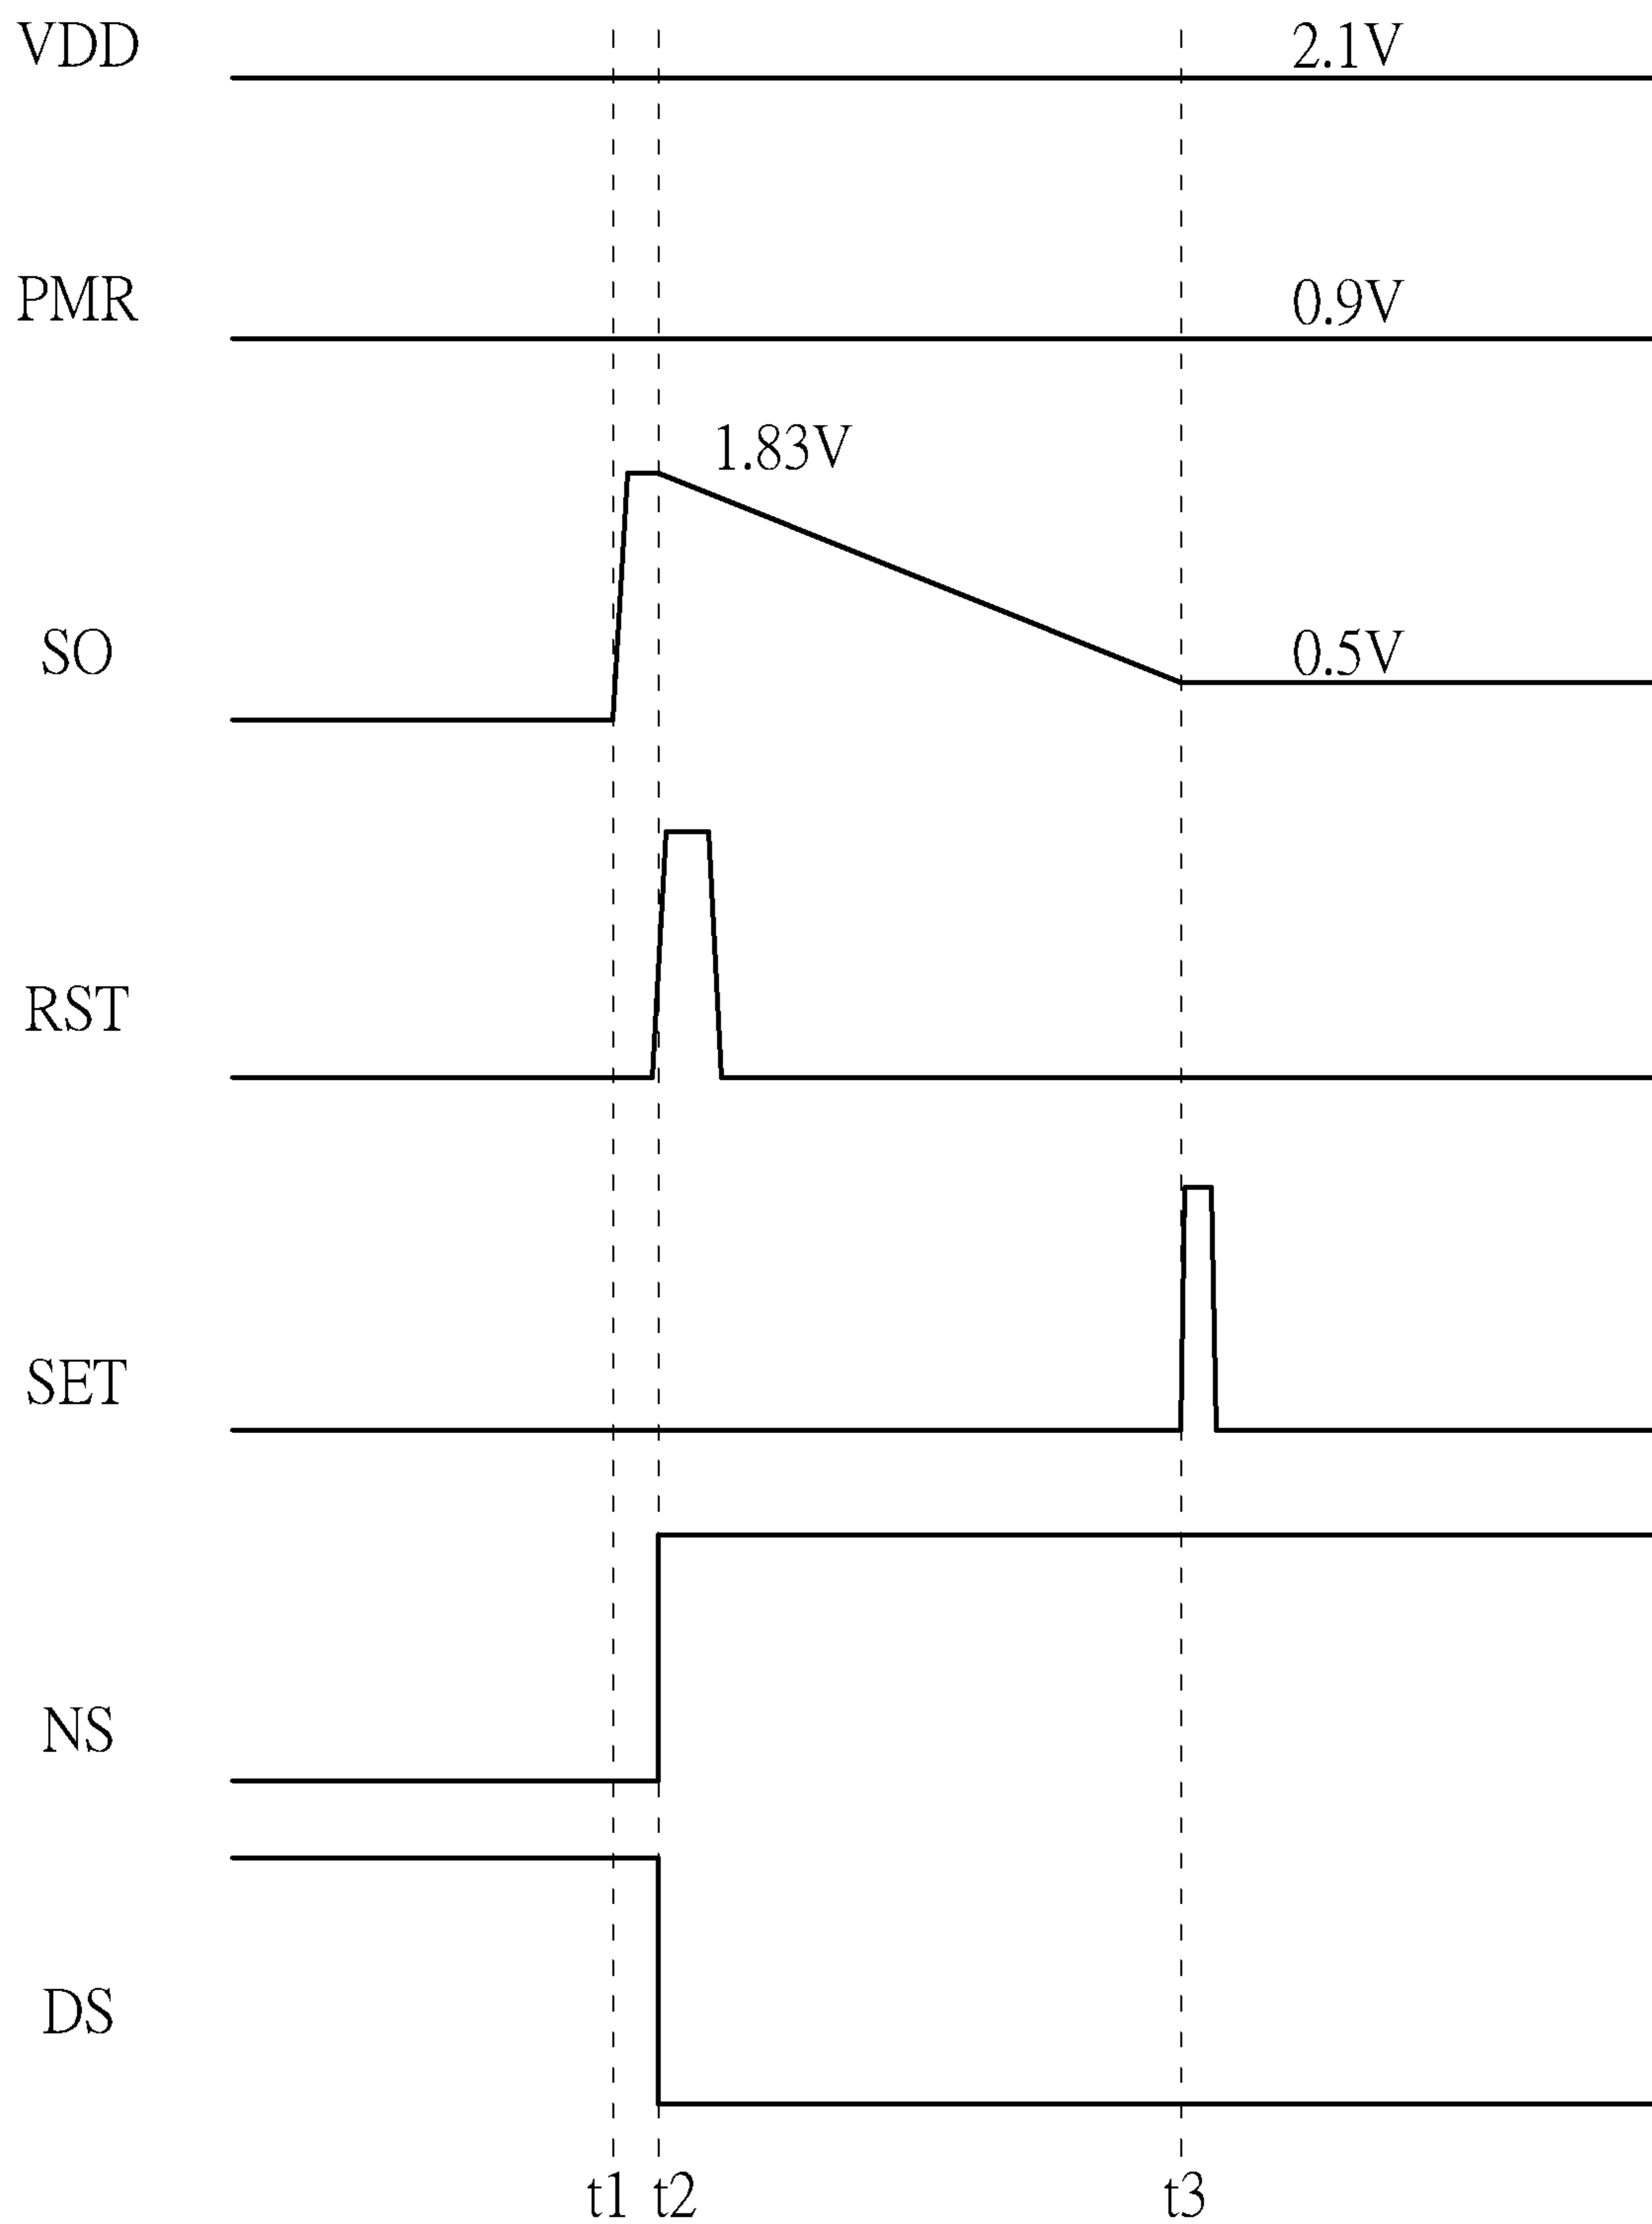 VDD 2.1V
PMR 0.9V
1.83V
SO 0.5V
RST
SET
NS
DS
t1 t2 t3